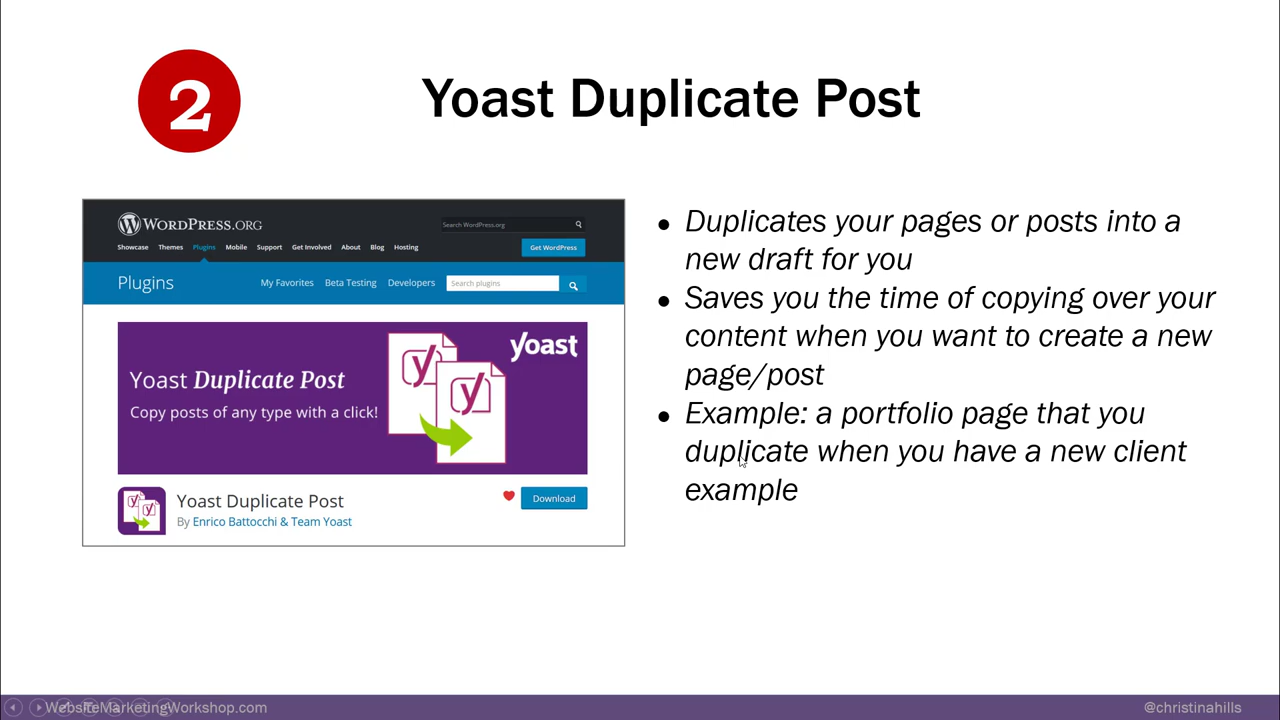 2
Yoast Duplicate Post
WORDPRESS.ORG
Search WordPress.org
Showcase Themes Plugins Mobile Support Get Involved About Blog Hosting
Get WordPress
Plugins
My Favorites Beta Testing Developers
Search plugins
yoast
Yoast Duplicate Post
Copy posts of any type with a click!
y
y
y
y
Yoast Duplicate Post
By Enrico Battocchi & Team Yoast
Download
• Duplicates your pages or posts into a
new draft for you
• Saves you the time of copying over your
content when you want to create a new
page/post
• Example: a portfolio page that you
duplicate when you have a new client
example
WebsiteMarketingWorkshop.com
@christinahills